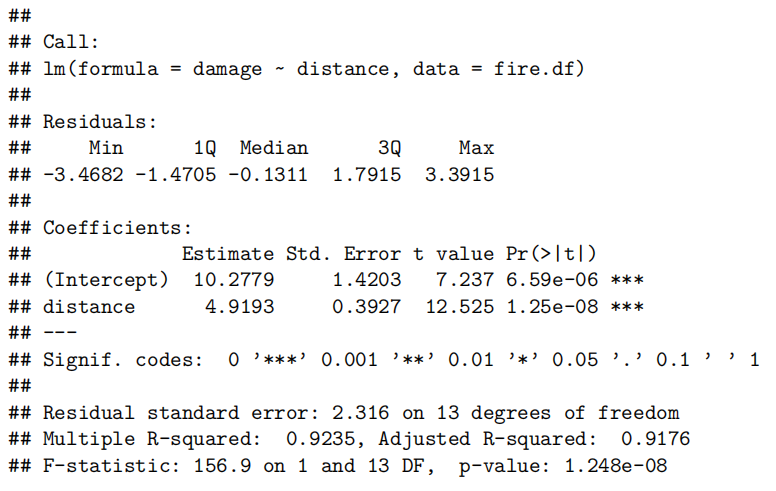 ##
## Call:
## lm(formula = damage ~ distance, data = fire.df)
##
## Residuals:
##     Min      1Q  Median      3Q     Max
## -3.4682 -1.4705 -0.1311  1.7915  3.3915
##
## Coefficients:
##             Estimate Std. Error t value Pr(>|t|)
## (Intercept)  10.2779     1.4203   7.237 6.59e-06 ***
## distance      4.9193     0.3927  12.525 1.25e-08 ***
## ---
## Signif. codes:  0 ’***’ 0.001 ’**’ 0.01 ’*’ 0.05 ’.’ 0.1 ’ ’ 1
##
## Residual standard error: 2.316 on 13 degrees of freedom
## Multiple R-squared:  0.9235, Adjusted R-squared:  0.9176
## F-statistic: 156.9 on 1 and 13 DF,  p-value: 1.248e-08